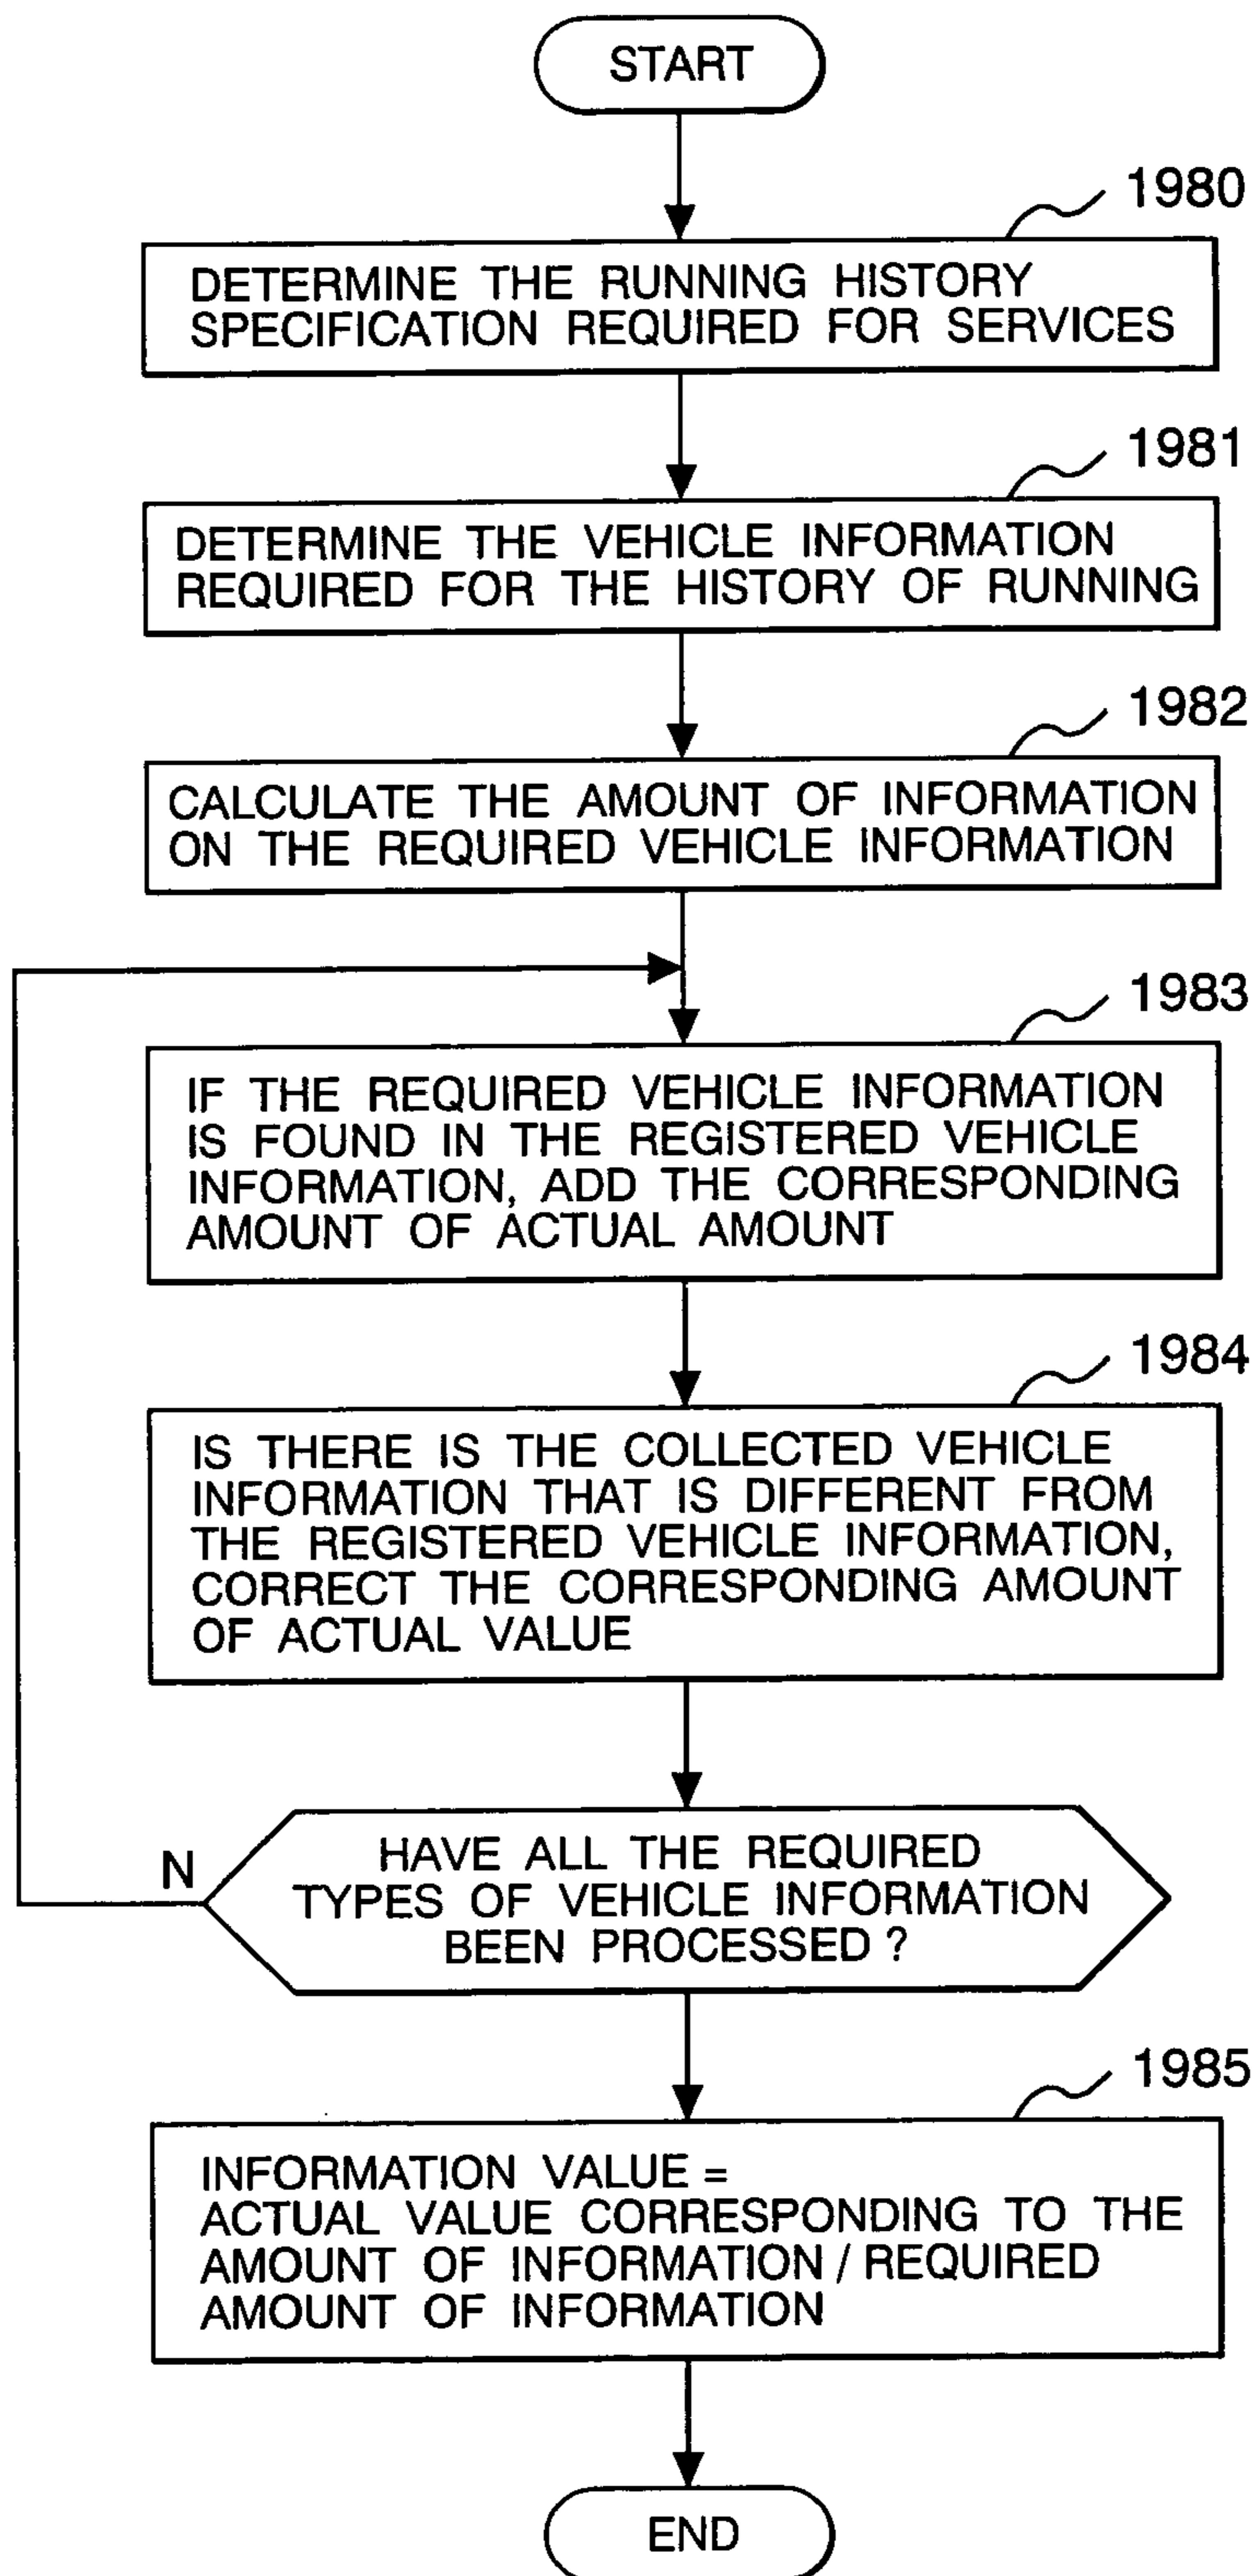 START
1980
DETERMINE THE RUNNING HISTORY
SPECIFICATION REQUIRED FOR SERVICES
1981
DETERMINE THE VEHICLE INFORMATION
REQUIRED FOR THE HISTORY OF RUNNING
1982
CALCULATE THE AMOUNT OF INFORMATION
ON THE REQUIRED VEHICLE INFORMATION
1983
IF THE REQUIRED VEHICLE INFORMATION
IS FOUND IN THE REGISTERED VEHICLE
INFORMATION, ADD THE CORRESPONDING
AMOUNT OF ACTUAL AMOUNT
1984
IS THERE IS THE COLLECTED VEHICLE
INFORMATION THAT IS DIFFERENT FROM
THE REGISTERED VEHICLE INFORMATION,
CORRECT THE CORRESPONDING AMOUNT
OF ACTUAL VALUE
N
HAVE ALL THE REQUIRED
TYPES OF VEHICLE INFORMATION
BEEN PROCESSED ?
1985
INFORMATION VALUE =
ACTUAL VALUE CORRESPONDING TO THE
AMOUNT OF INFORMATION / REQUIRED
AMOUNT OF INFORMATION
END